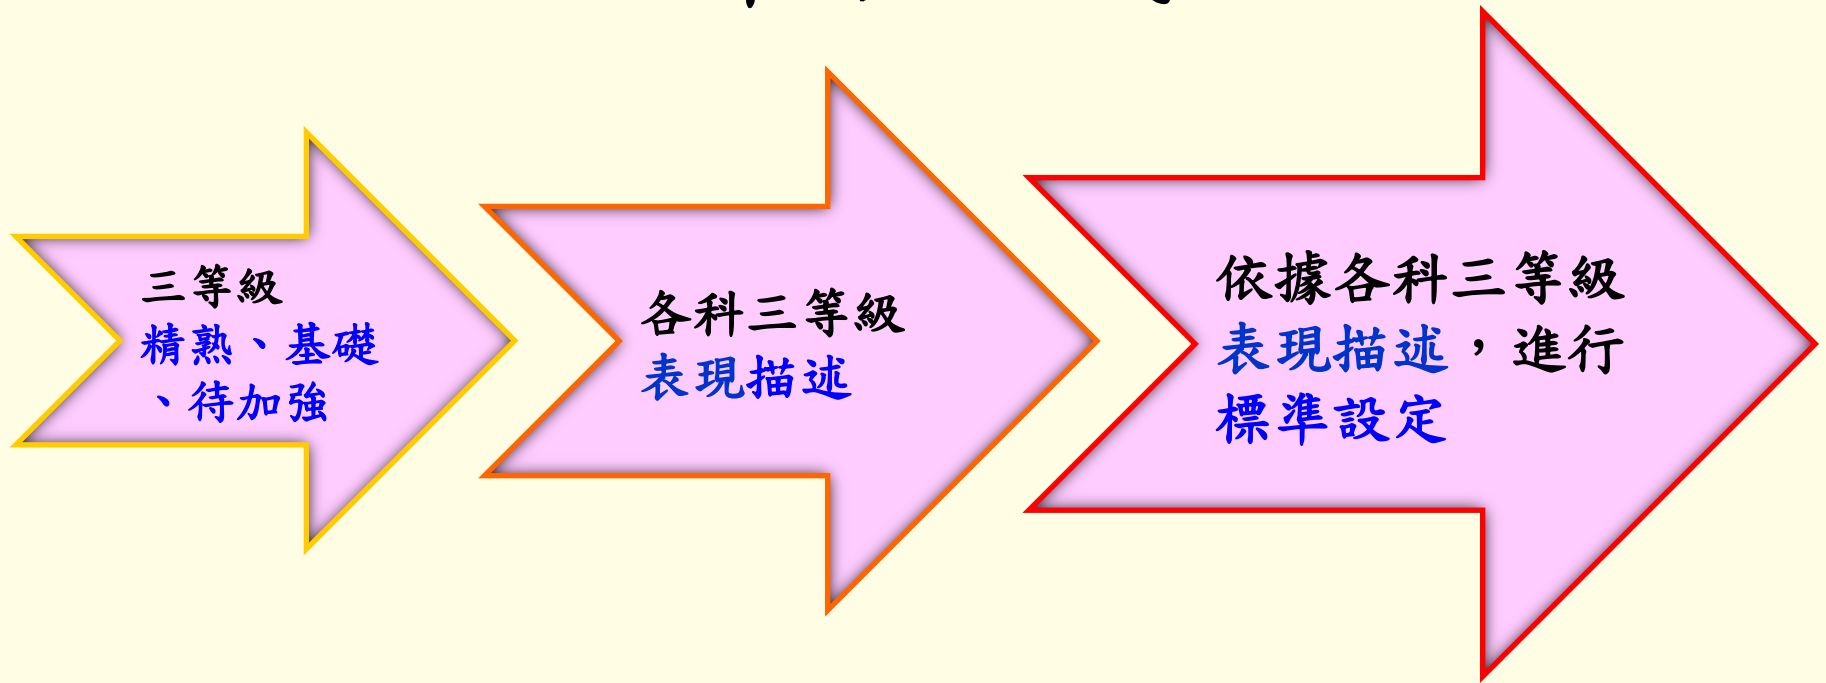 三等級
精熟、基礎
、待加強
各科三等級
表現描述
依據各科三等級
表現描述，進行
標準設定